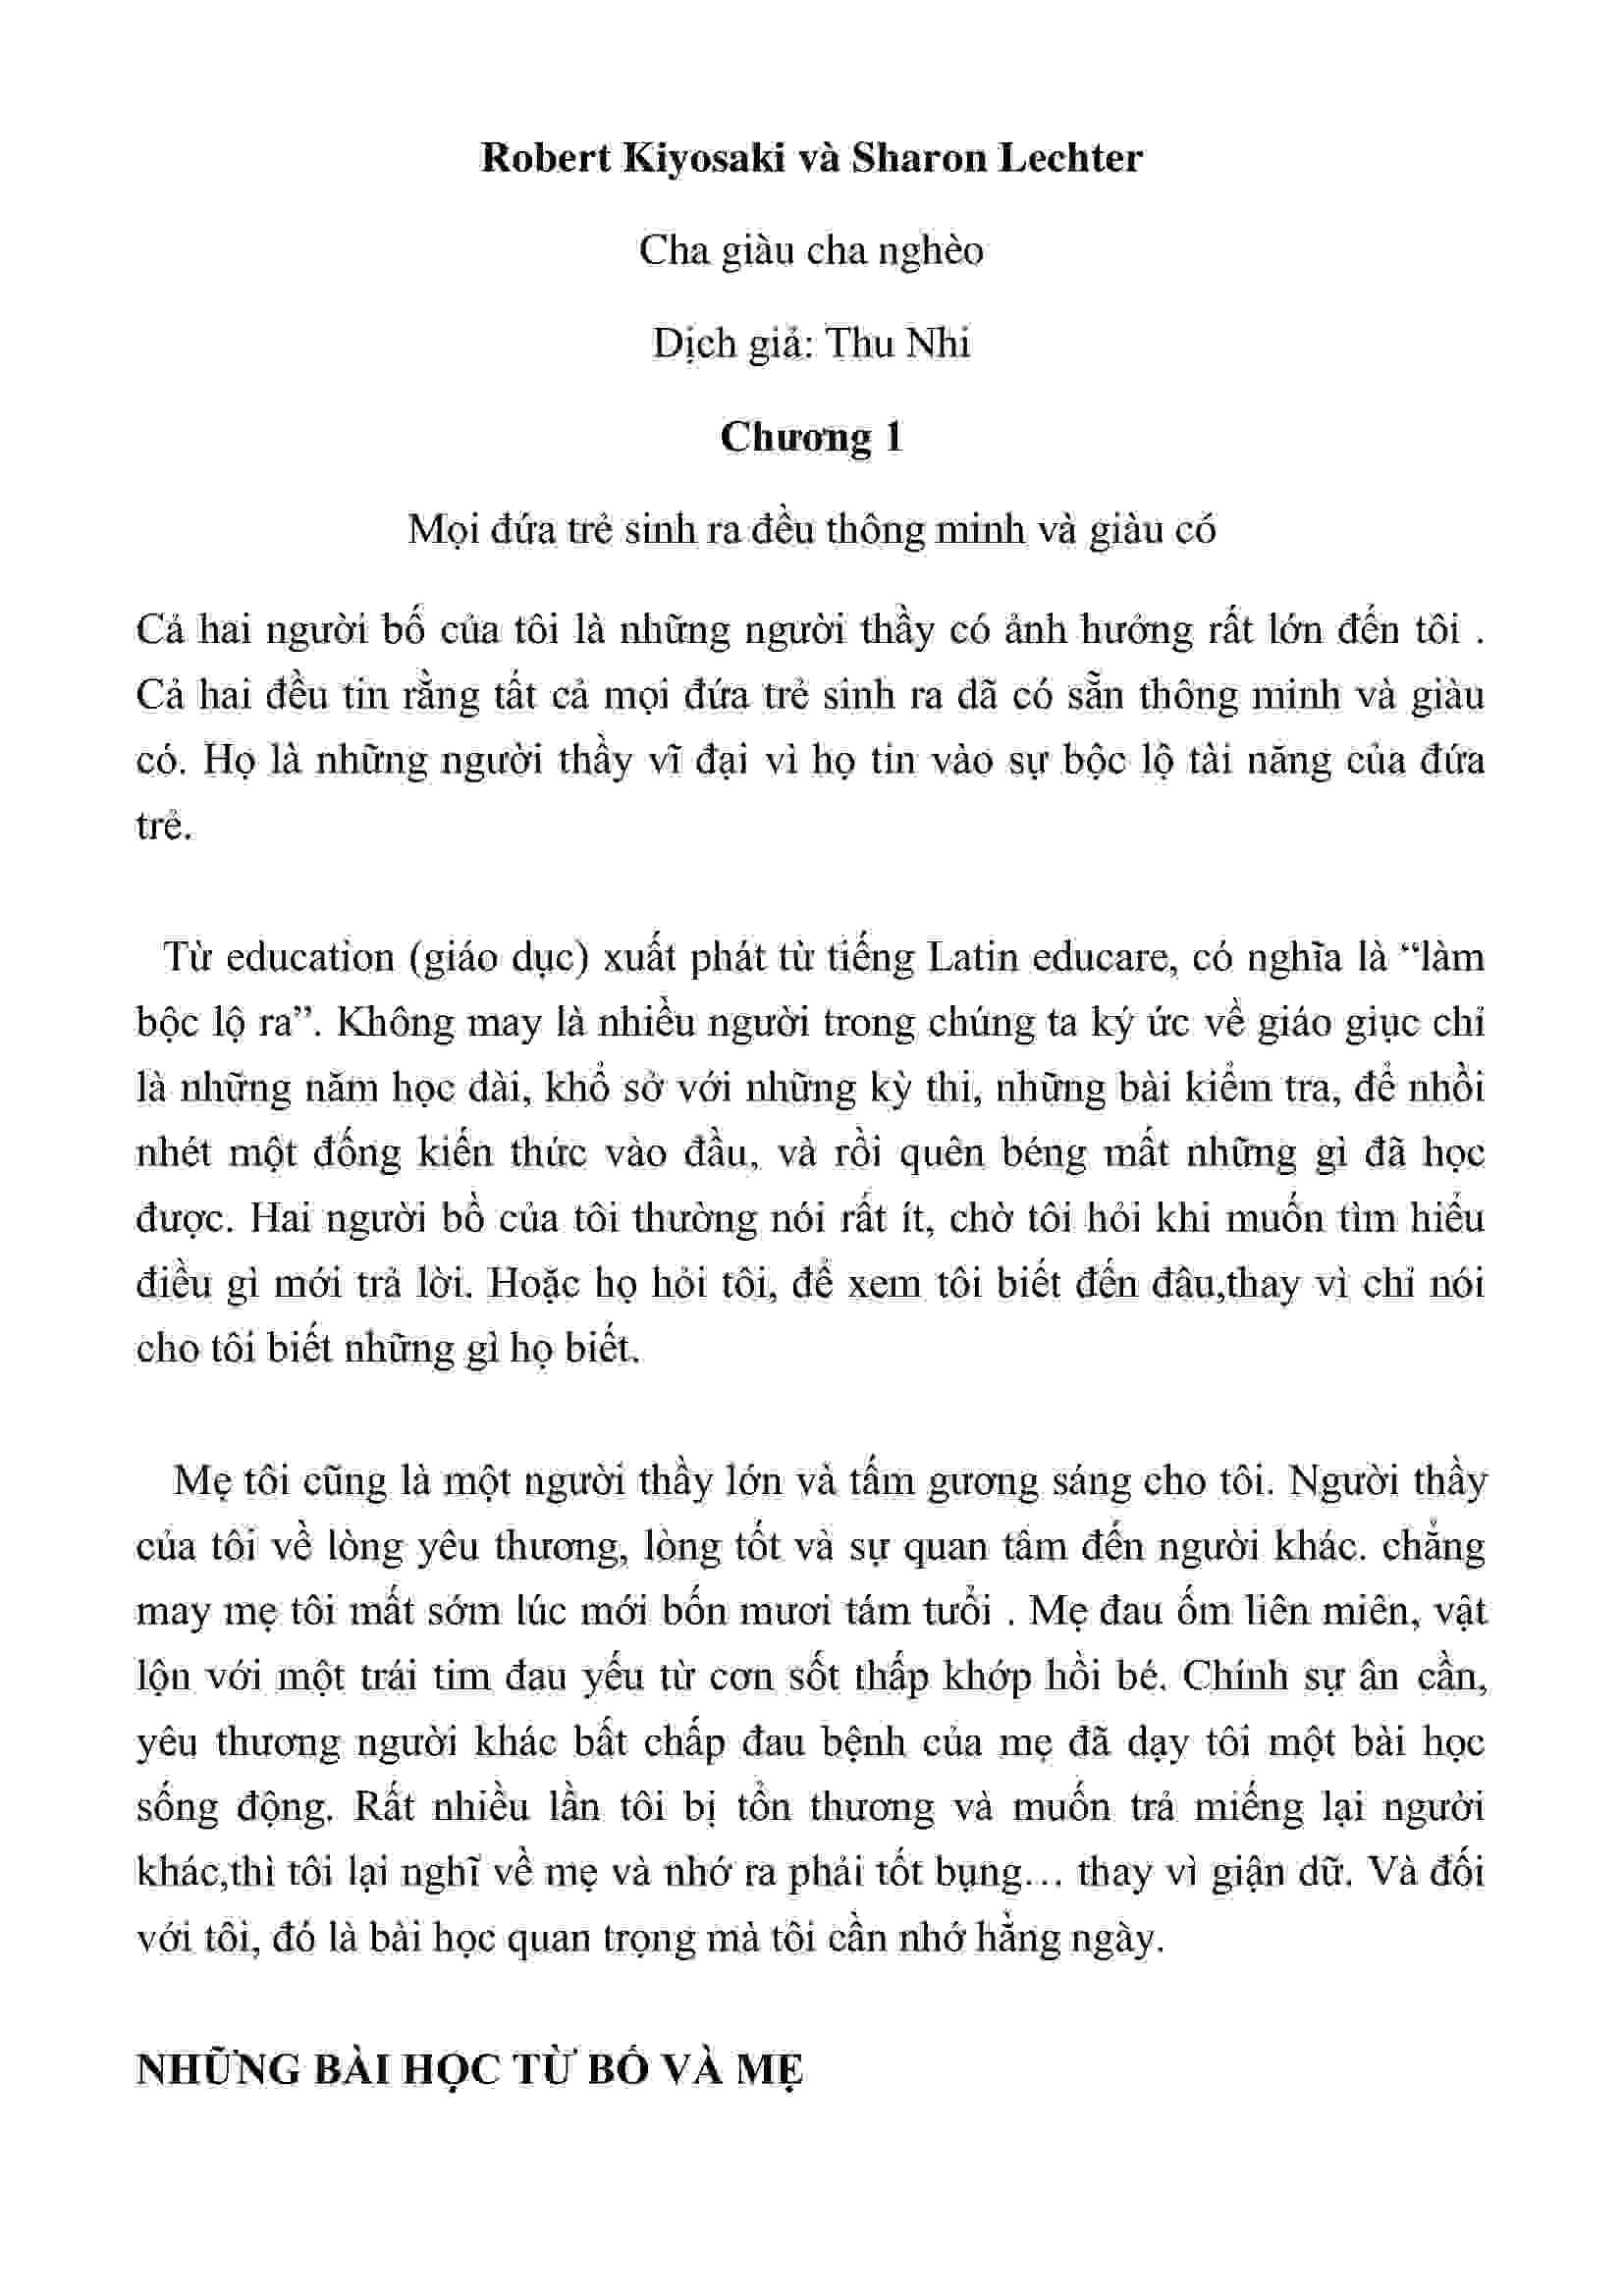 Robert Kiyosaki và Sharon Lechter
Cha giàu cha nghèo
Dịch giả: Thu Nhi
Chương 1
Mọi đứa trẻ sinh ra đều thông minh và giàu có
Cả hai người bố của tôi là những người thầy có ảnh hưởng rất lớn đến tôi .
Cả hai đều tin rằng tất cả mọi đứa trẻ sinh ra dã có sẵn thông minh và giàu
có. Họ là những người thầy vĩ đại vì họ tin vào sự bộc lộ tài năng của đứa
trẻ.
Từ education (giáo dục) xuất phát từ tiếng Latin educare, có nghĩa là “làm
bộc lộ ra”. Không may là nhiều người trong chúng ta ký ức về giáo giục chỉ
là những năm học dài, khổ sở với những kỳ thi, những bài kiểm tra, để nhồi
nhét một đống kiến thức vào đầu, và rồi quên béng mất những gì đã học
được. Hai người bố của tôi thường nói rất ít, chờ tôi hỏi khi muốn tìm hiểu
điều gì mới trả lời. Hoặc họ hỏi tôi, để xem tôi biết đến đâu,thay vì chỉ nói
cho tôi biết những gì họ biết.
Mẹ tôi cũng là một người thầy lớn và tấm gương sáng cho tôi. Người thầy
của tôi về lòng yêu thương, lòng tốt và sự quan tâm đến người khác. chẳng
may mẹ tôi mất sớm lúc mới bốn mươi tám tuổi . Mẹ đau ốm liên miên, vật
lộn với một trái tim đau yếu từ cơn sốt thấp khớp hồi bé. Chính sự ân cần,
yêu thương người khác bất chấp đau bệnh của mẹ đã dạy tôi một bài học
sống động. Rất nhiều lần tôi bị tổn thương và muốn trả miếng lại người
khác,thì tôi lại nghĩ về mẹ và nhớ ra phải tốt bụng... thay vì giận dữ. Và đối
với tôi, đó là bài học quan trọng mà tôi cần nhớ hằng ngày.
NHỮNG BÀI HỌC TỪ BỐ VÀ MẸ